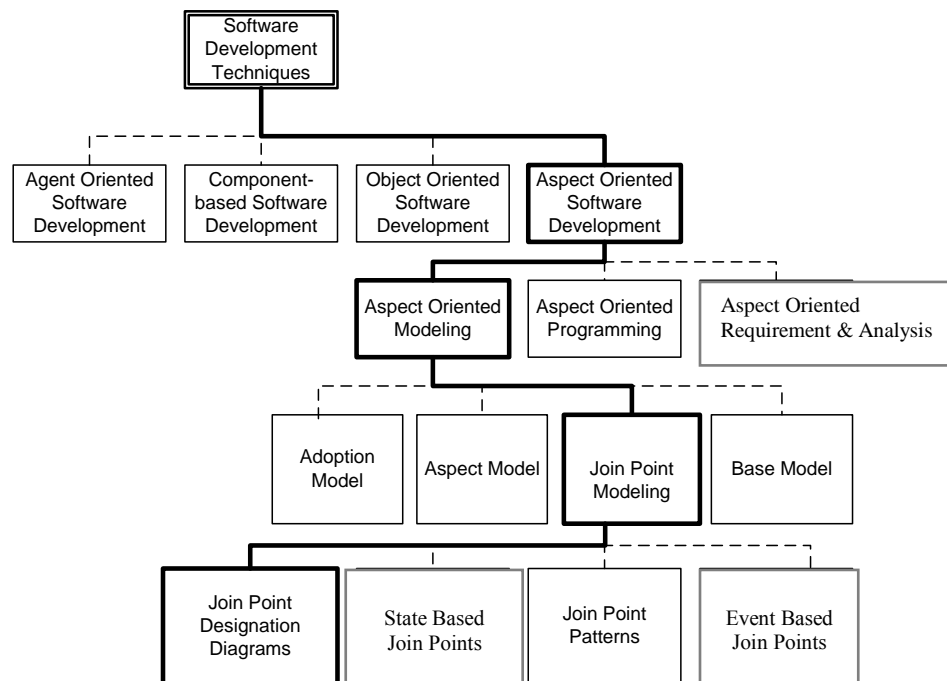 Software
Development
Techniques
Agent Oriented
Software
Development
Component-
based Software
Development
Object Oriented
Software
Development
Aspect Oriented
Software
Development
Aspect Oriented
Modeling
Aspect Oriented
Programming
Aspect Oriented
Requirement & Analysis
Adoption
Model
Aspect Model
Join Point
Modeling
Base Model
Join Point
Designation
Diagrams
State Based
Join Points
Join Point
Patterns
Event Based
Join Points